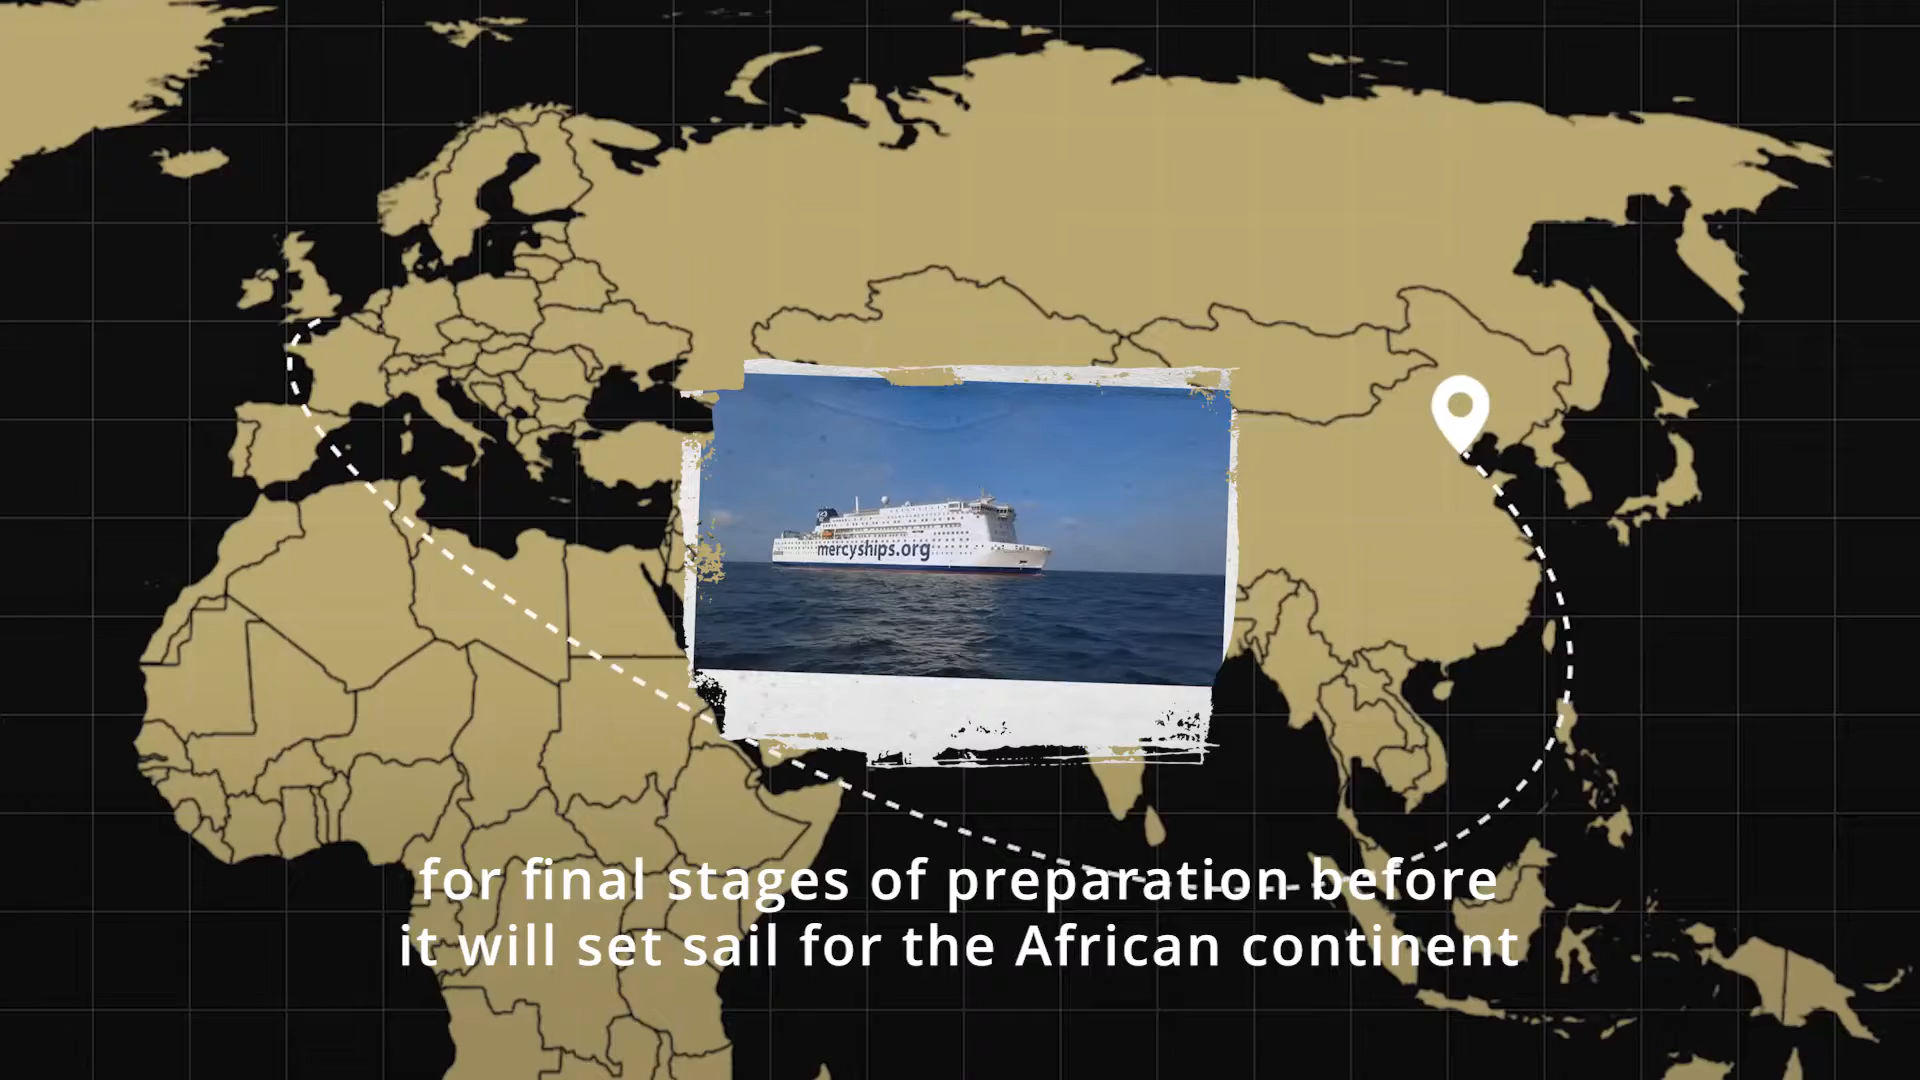 mercyships.org
for final stages of preparation before
it will set sail for the African continent